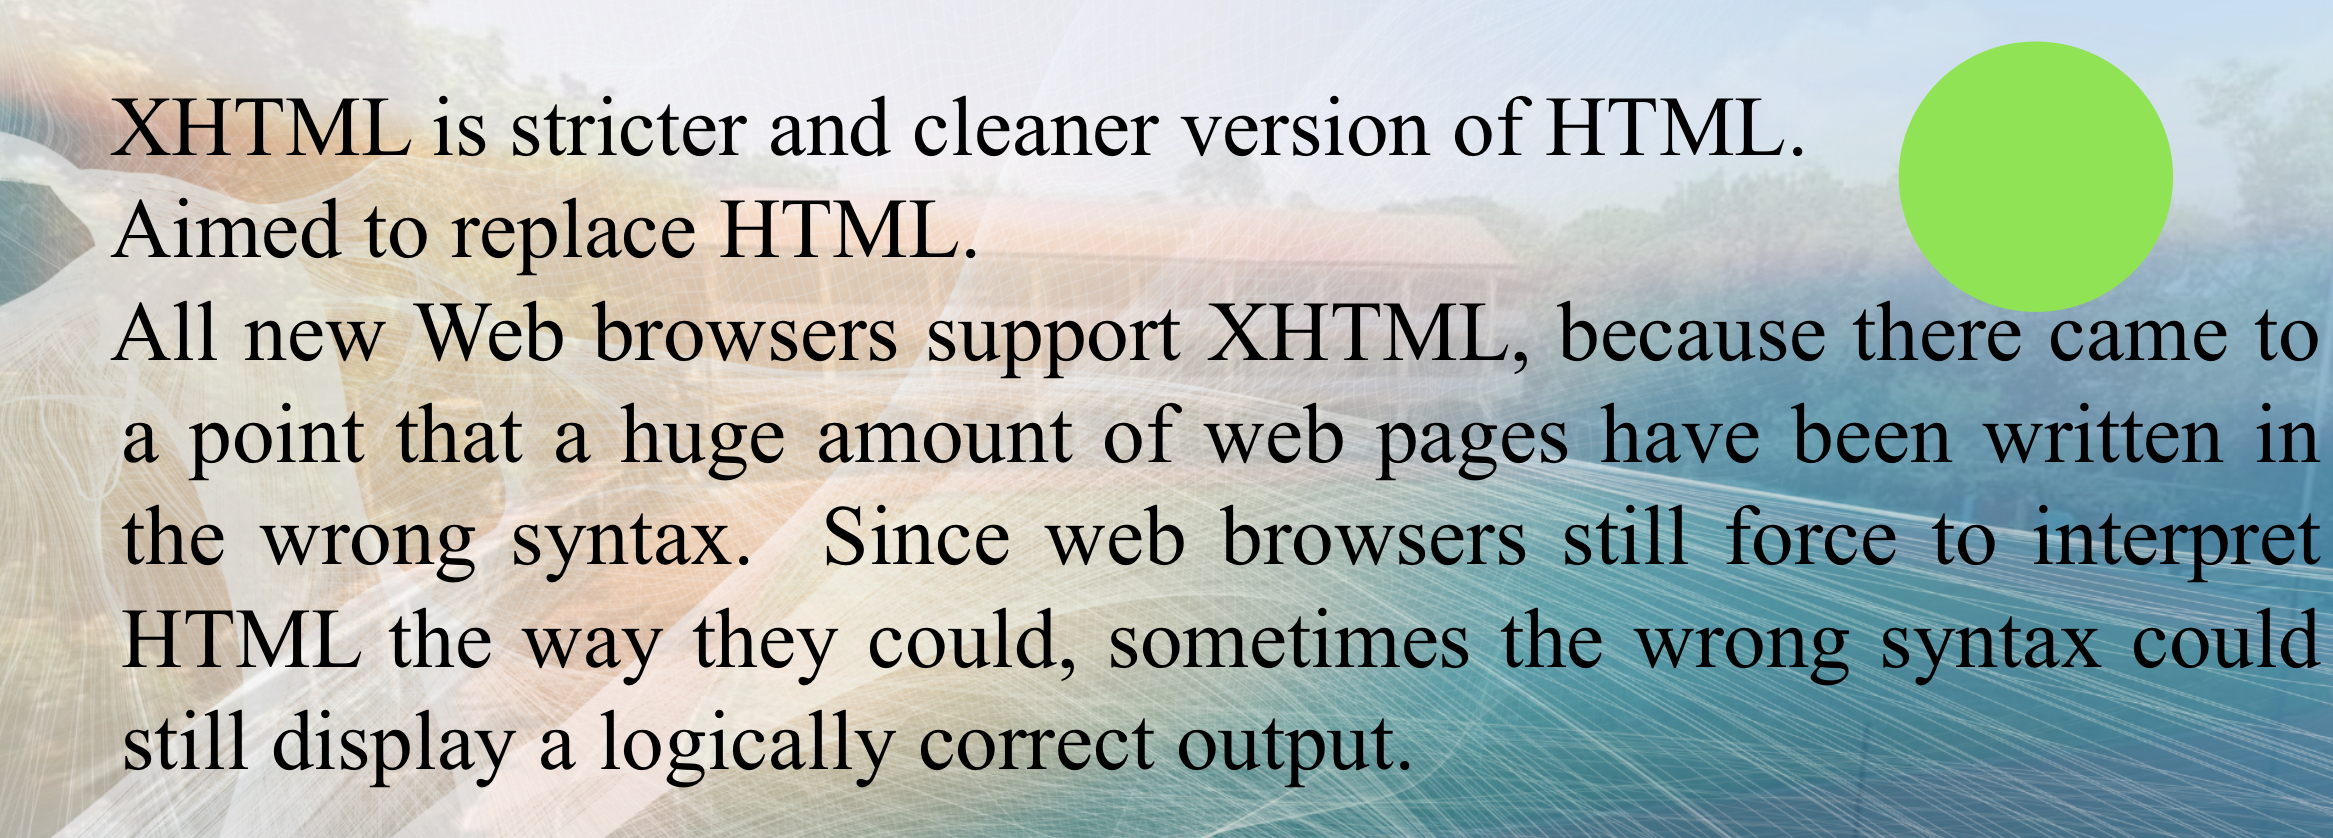 XHTML is stricter and cleaner version of HTML.
Aimed to replace HTML.
All new Web browsers support XHTML, because there came to
a point that a huge amount of web pages have been written in
the wrong syntax.  Since web browsers still force to interpret
HTML the way they could, sometimes the wrong syntax could
still display a logically correct output.